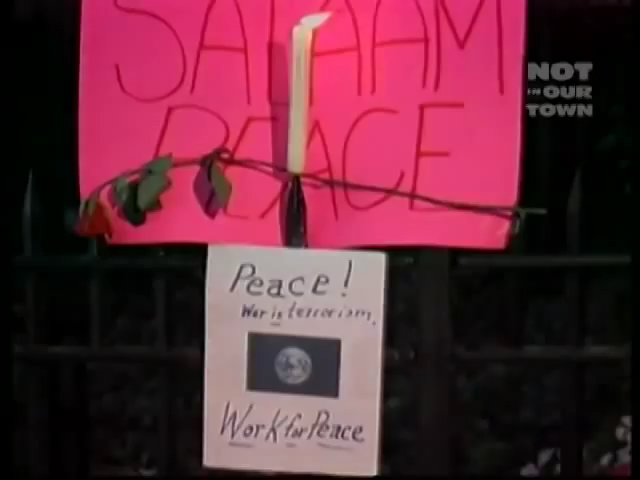 SALAAM
PEACE
NOT
IN OUR
TOWN
Peace!
War is terrorism.
Work for Peace